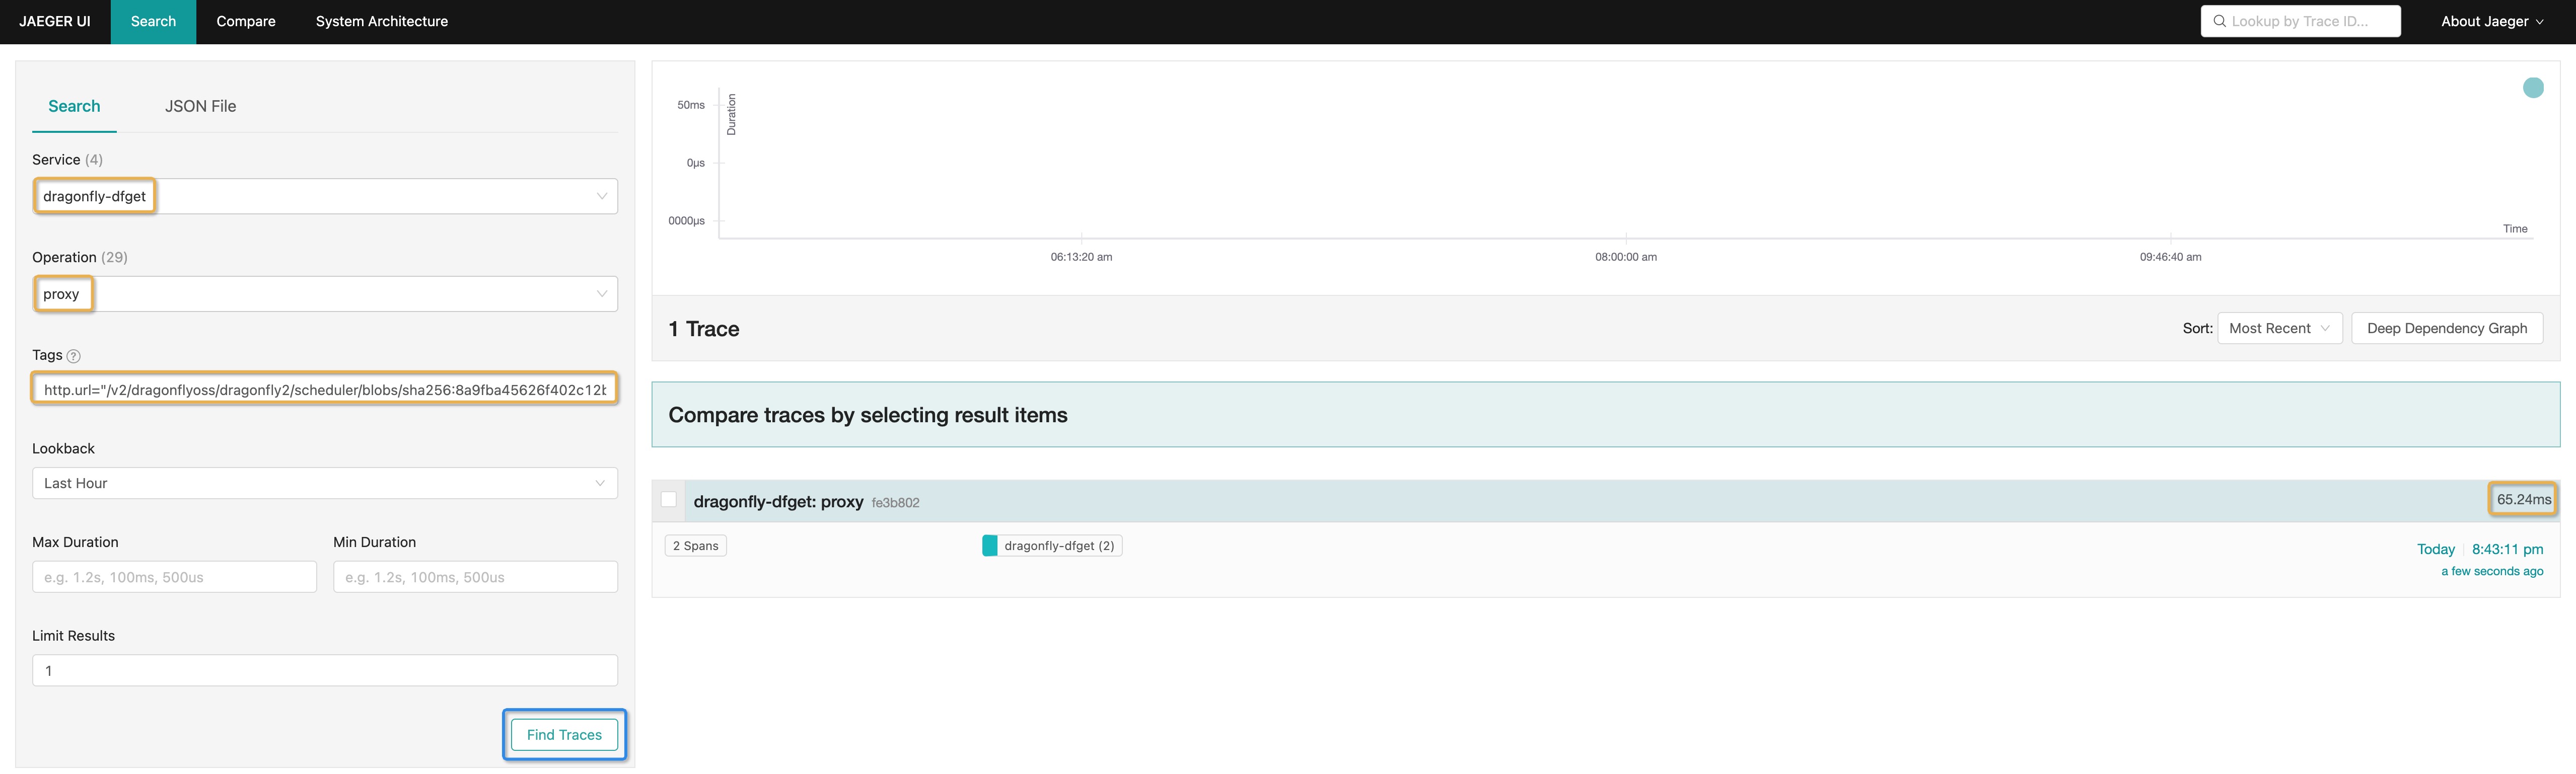 JAEGER UI
Search
Compare
System Architecture
Lookup by Trace ID...
About Jaeger
Search
JSON File
Service (4)
dragonfly-dfget
Operation (29)
proxy
Tags ?
http.url="/v2/dragonflyoss/dragonfly2/scheduler/blobs/sha256:8a9fba45626f402c12b
Lookback
Last Hour
Max Duration
Min Duration
e.g. 1.2s, 100ms, 500us
e.g. 1.2s, 100ms, 500us
Limit Results
1
Find Traces
50ms
Duration
0μs
0000μs
Time
06:13:20 am
08:00:00 am
09:46:40 am
1 Trace
Sort:
Most Recent
Deep Dependency Graph
Compare traces by selecting result items
dragonfly-dfget: proxy fe3b802
65.24ms
2 Spans
dragonfly-dfget (2)
Today
8:43:11 pm
a few seconds ago